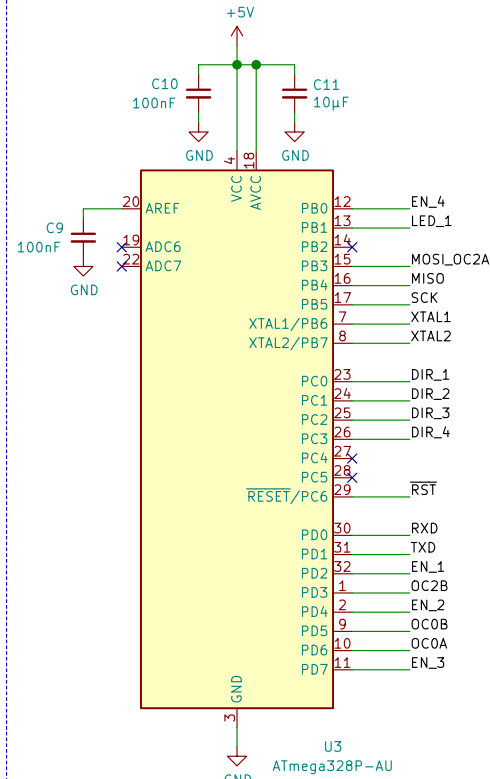 +5V
C10
100nF
C11
10µF
GND
GND
4
18
VCC
AVCC
20
AREF
C9
100nF
GND
19
ADC6
22
ADC7
PB0 12 EN_4
PB1 13 LED_1
PB2 14
PB3 15 MOSI_OC2A
PB4 16 MISO
PB5 17 SCK
XTAL1/PB6 7 XTAL1
XTAL2/PB7 8 XTAL2
PC0 23 DIR_1
PC1 24 DIR_2
PC2 25 DIR_3
PC3 26 DIR_4
PC4 27
PC5 28
RESET/PC6 29 RST
PD0 30 RXD
PD1 31 TXD
PD2 32 EN_1
PD3 1 OC2B
PD4 2 EN_2
PD5 9 OC0B
PD6 10 OC0A
PD7 11 EN_3
GND
3
U3
ATmega328P-AU
GND